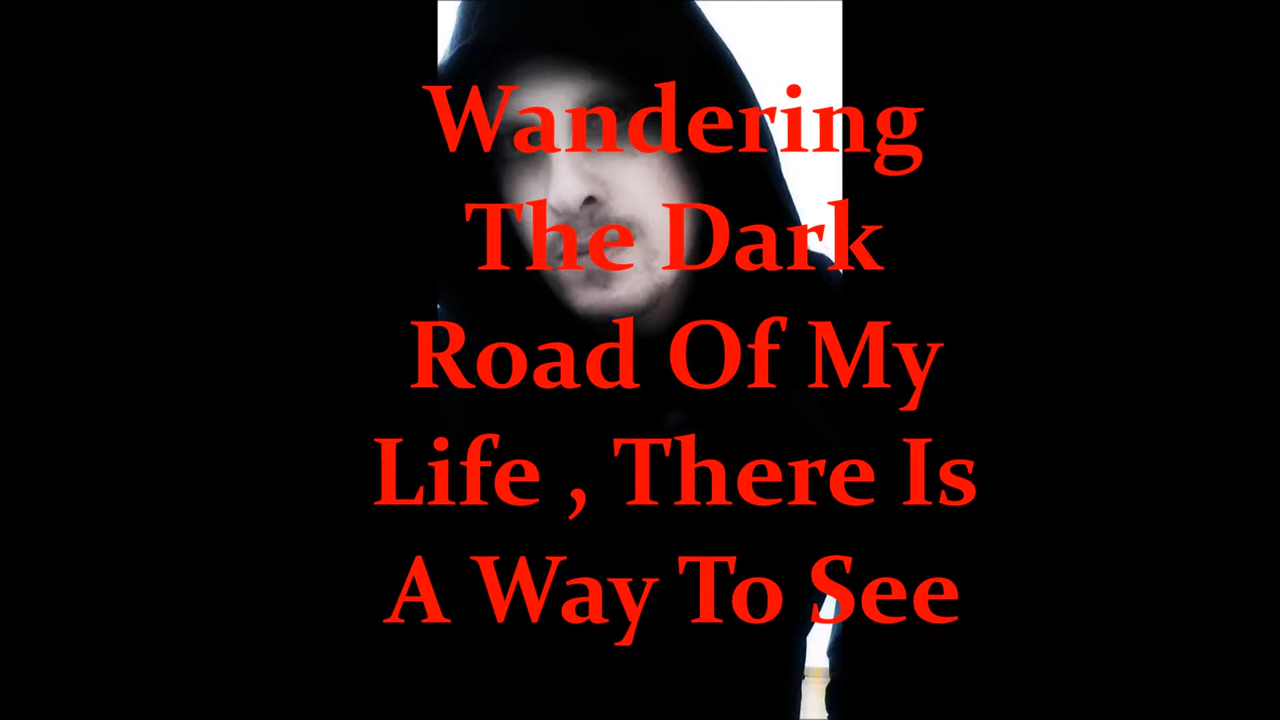 Wandering
The Dark
Road Of My
Life , There Is
A Way To See